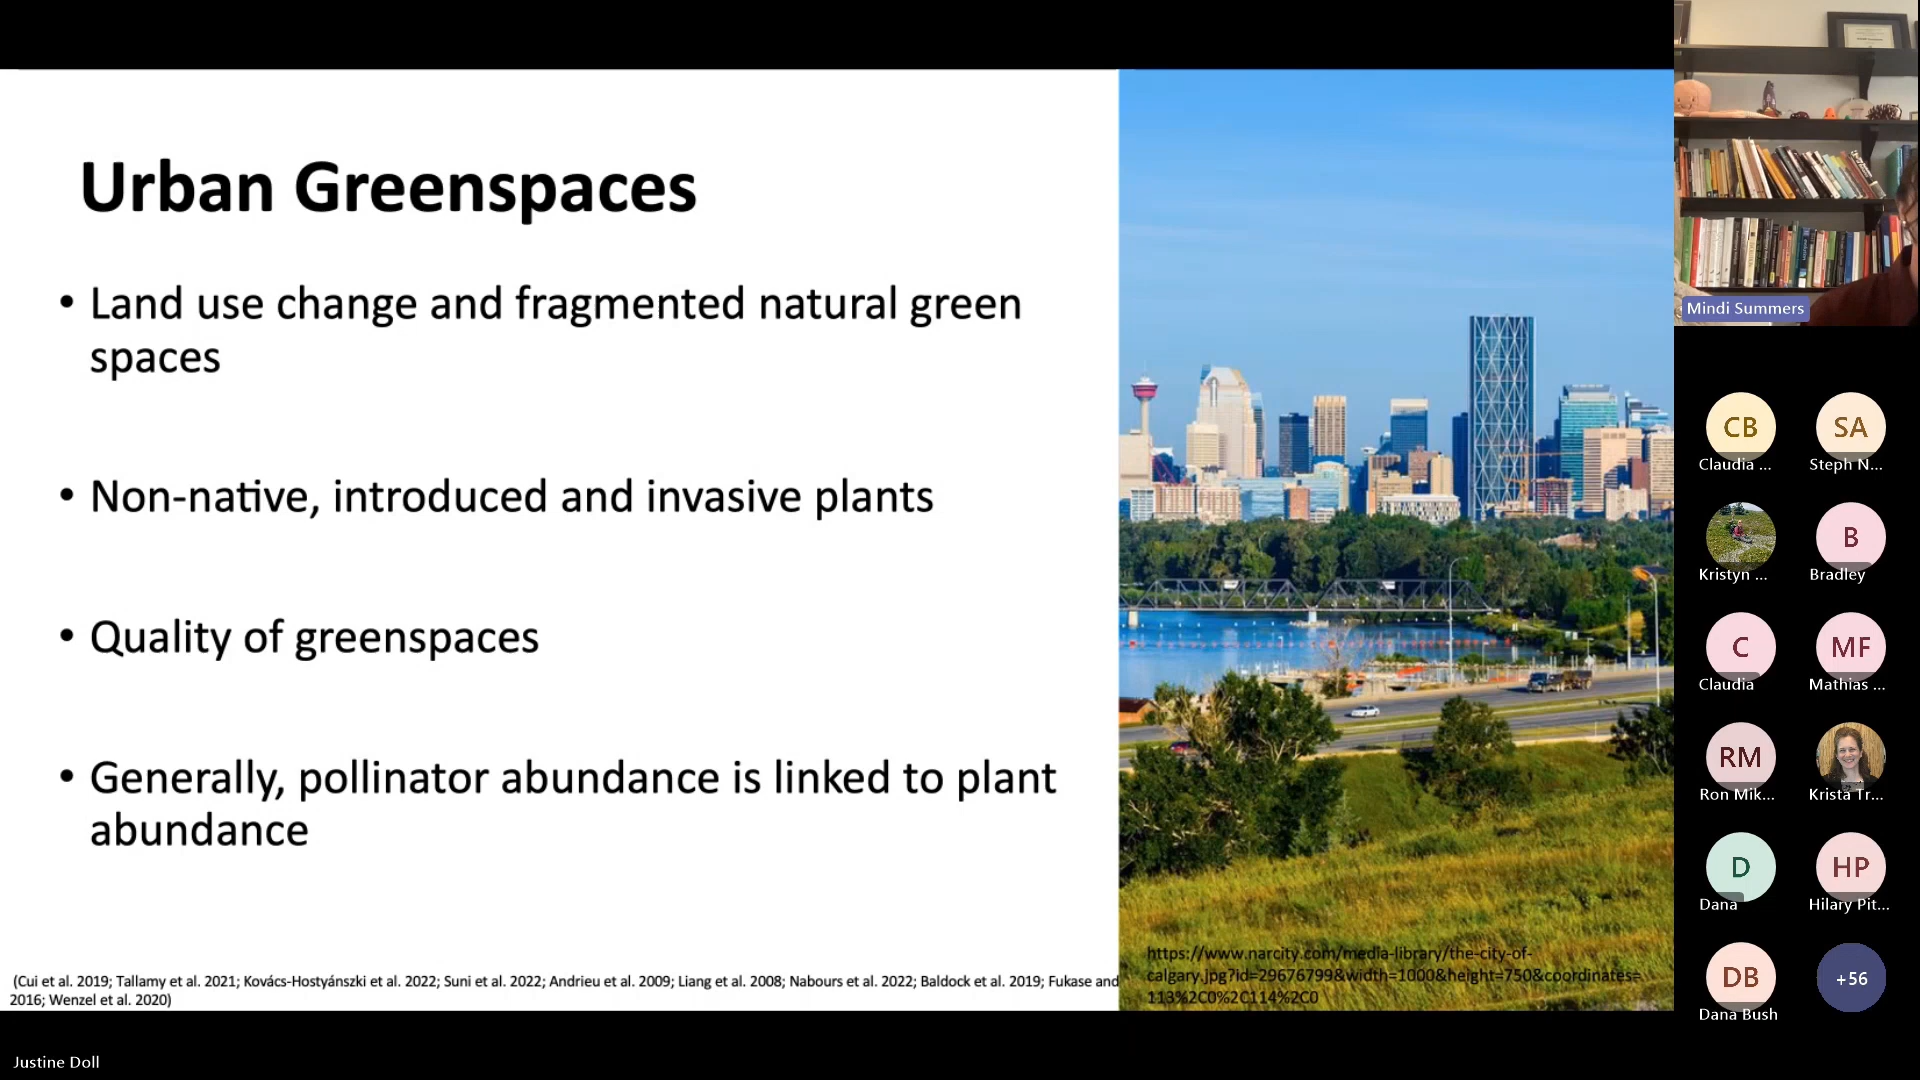 Urban Greenspaces
• Land use change and fragmented natural green
spaces
• Non-native, introduced and invasive plants
• Quality of greenspaces
• Generally, pollinator abundance is linked to plant
abundance
(Cui et al. 2019; Tallamy et al. 2021; Kovács-Hostyánszki et al. 2022; Suni et al. 2022; Andrieu et al. 2009; Liang et al. 2008; Nabours et al. 2022; Baldock et al. 2019; Fukase and
2016; Wenzel et al. 2020)
https://www.narcity.com/media-library/the-city-of-
calgary.jpg?id=29676799&width=1000&height=750&coordinates=
113%2C0%2C114%2C0
Mindi Summers
CB
Claudia ...
SA
Steph N...
Kristyn ...
B
Bradley
C
Claudia
MF
Mathias ...
RM
Ron Mik...
Krista Tr...
D
Dana
HP
Hilary Pit...
DB
Dana Bush
+56
Justine Doll